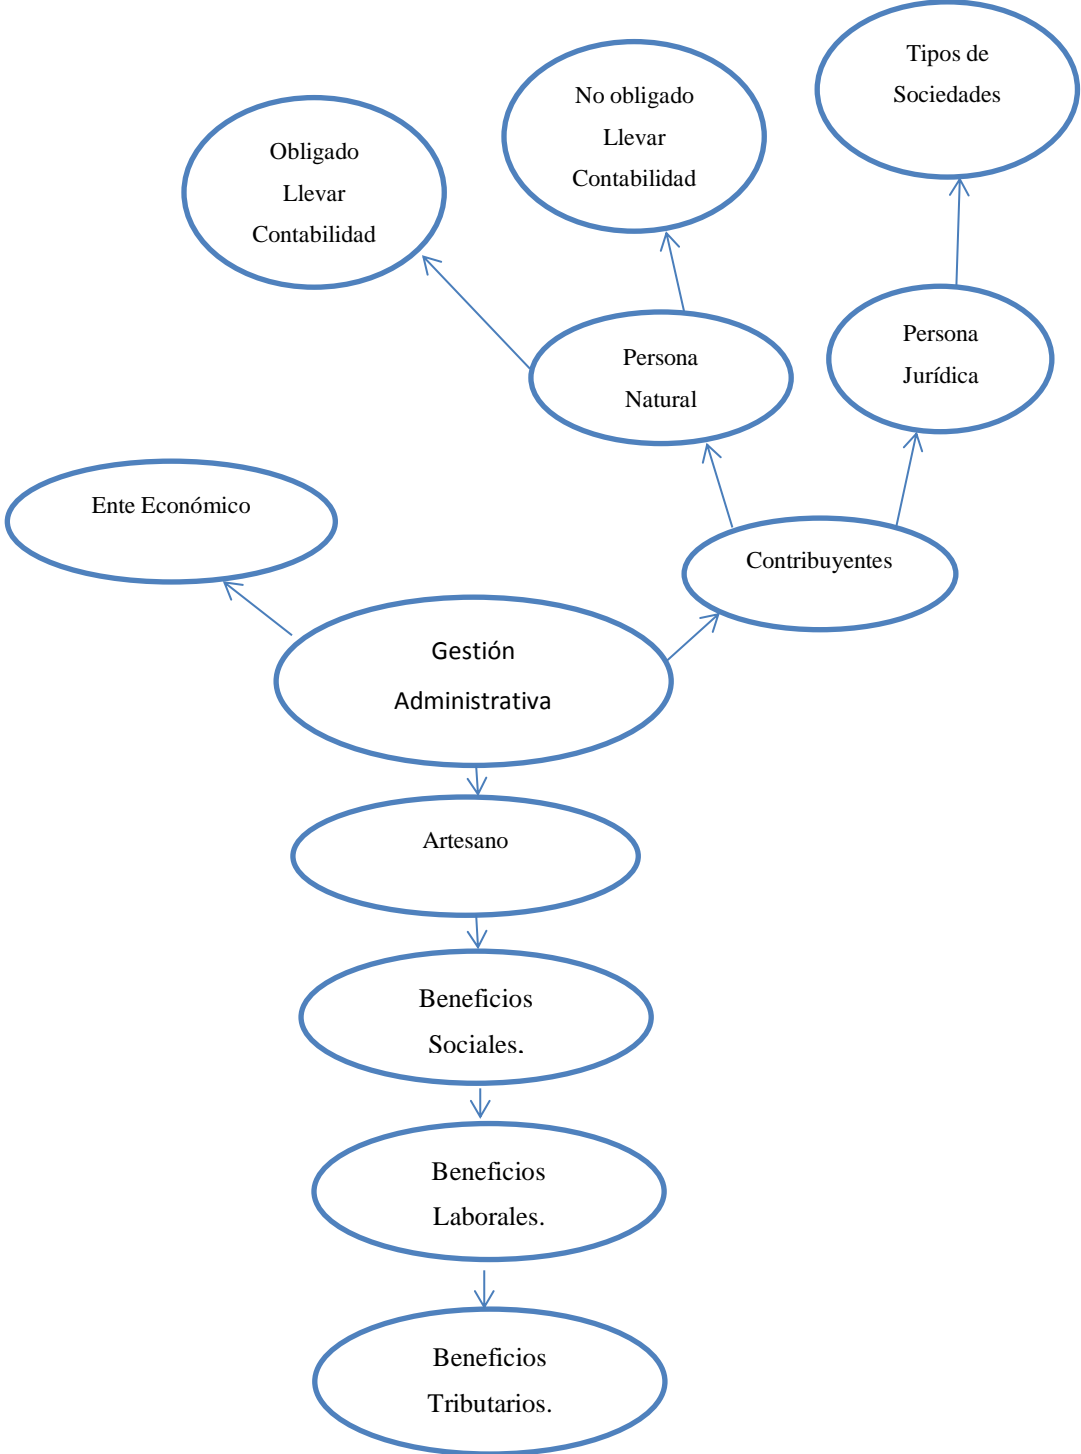 Tipos de
Sociedades
No obligado
Llevar
Contabilidad
Obligado
Llevar
Contabilidad
Persona
Natural
Persona
Jurídica
Ente Económico
Contribuyentes
Gestión
Administrativa
Artesano
Beneficios
Sociales.
Beneficios
Laborales.
Beneficios
Tributarios.